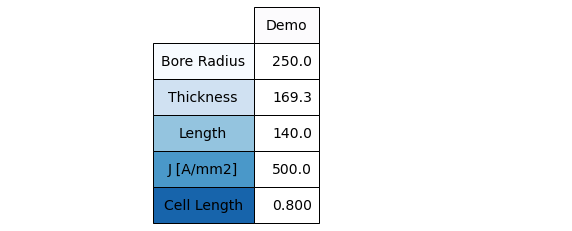 Demo
Bore Radius 250.0
Thickness 169.3
Length 140.0
J [A/mm2] 500.0
Cell Length 0.800